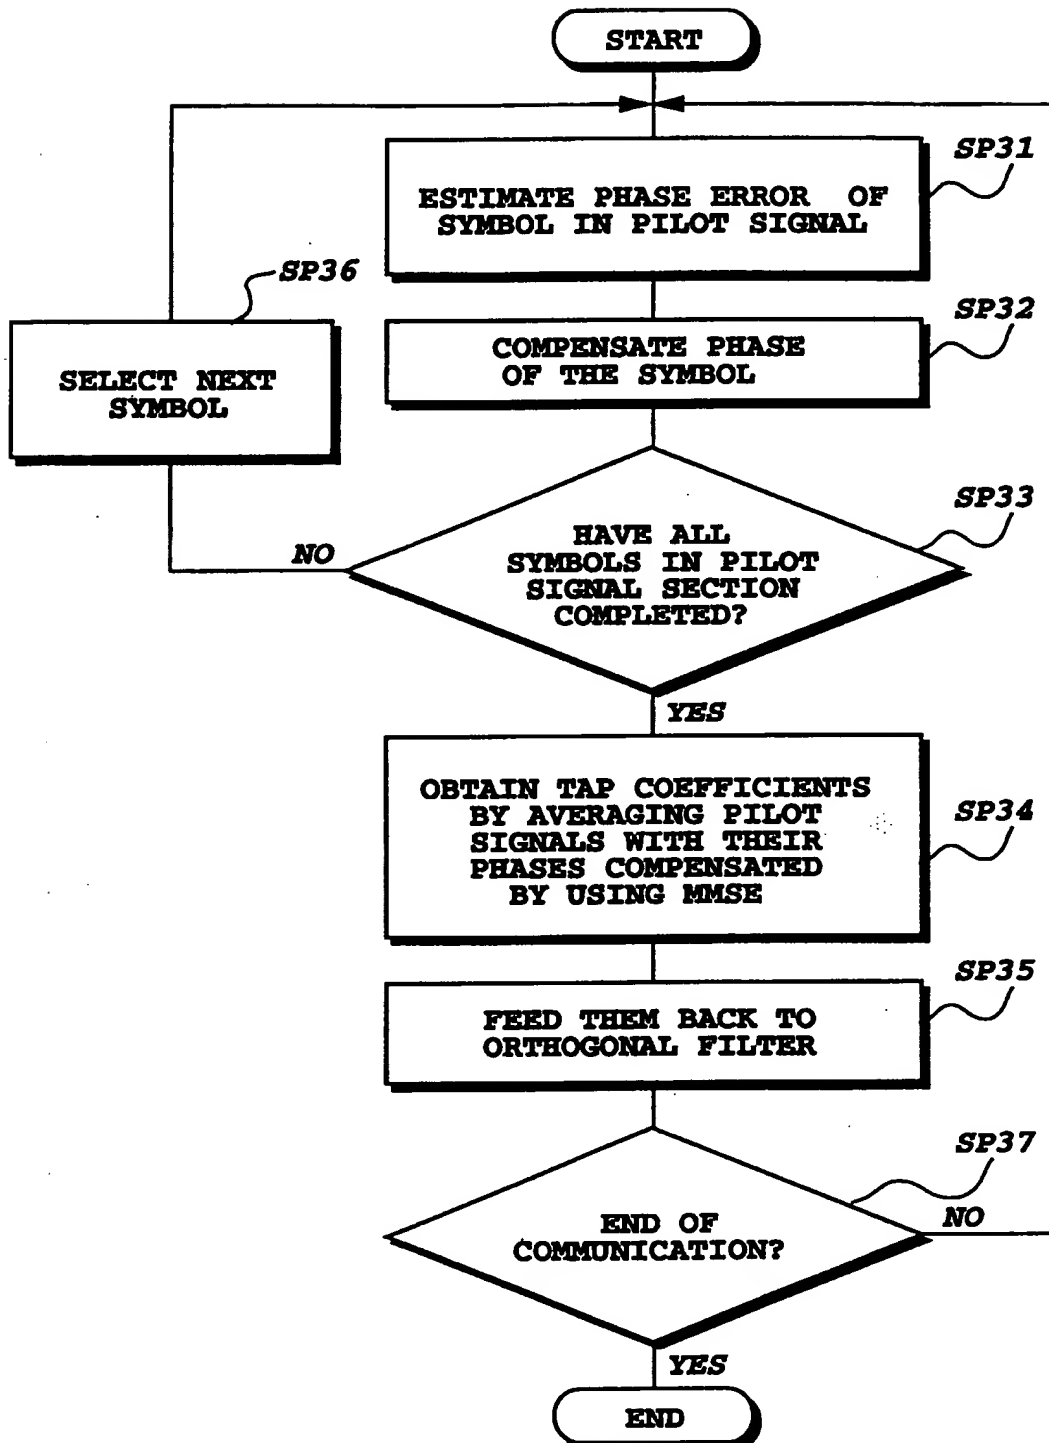 START
SP31
ESTIMATE PHASE ERROR OF
SYMBOL IN PILOT SIGNAL
SP36
SELECT NEXT
SYMBOL
SP32
COMPENSATE PHASE
OF THE SYMBOL
SP33
HAVE ALL
SYMBOLS IN PILOT
SIGNAL SECTION
COMPLETED?
NO
YES
SP34
OBTAIN TAP COEFFICIENTS
BY AVERAGING PILOT
SIGNALS WITH THEIR
PHASES COMPENSATED
BY USING MMSE
SP35
FEED THEM BACK TO
ORTHOGONAL FILTER
SP37
END OF
COMMUNICATION?
NO
YES
END